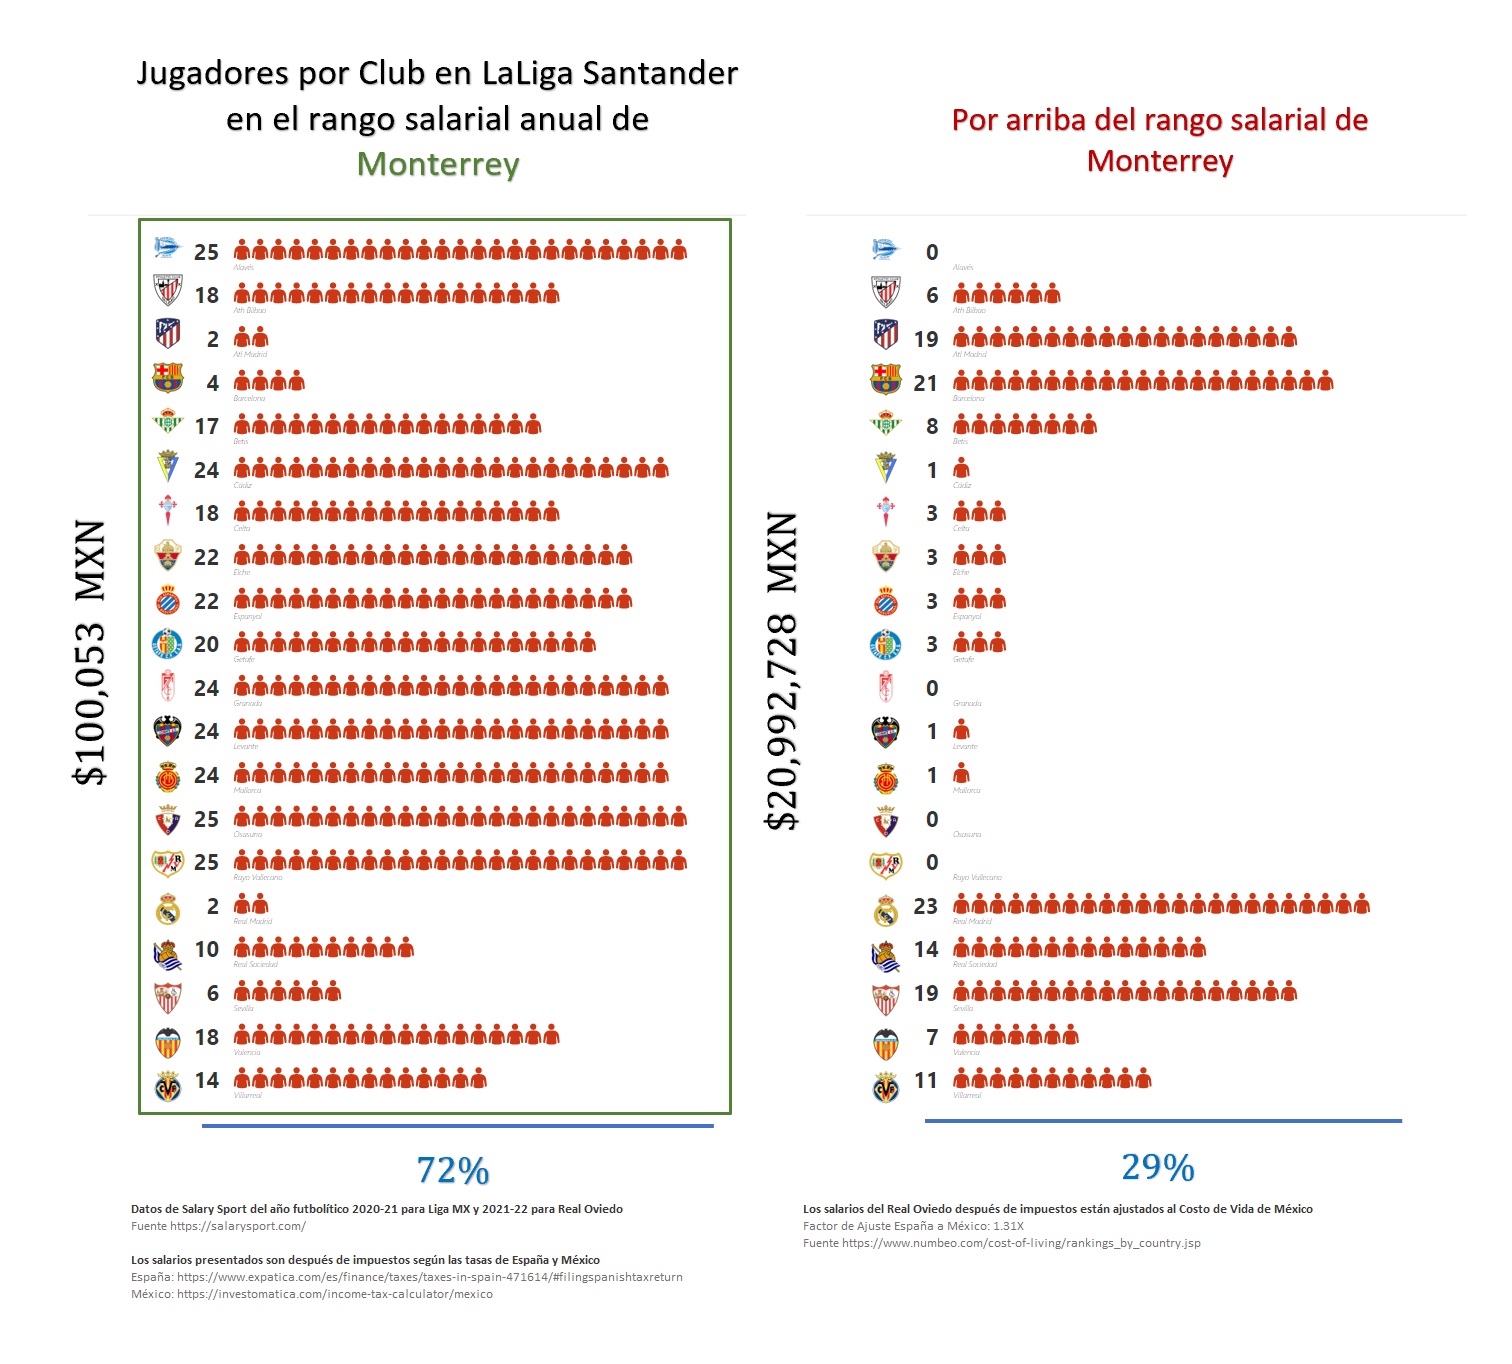 Jugadores por Club en LaLiga Santander
en el rango salarial anual de
Monterrey
$100,053 MXN
25
Alavés
18
Ath Bilbao
2
Atl Madrid
4
Barcelona
17
Betis
24
Cádiz
18
Celta
22
Elche
22
Espanyol
20
Getafe
24
Granada
24
Levante
24
Mallorca
25
Osasuna
25
Rayo Vallecano
2
Real Madrid
10
Real Sociedad
6
Sevilla
18
Valencia
14
Villarreal
72%
Datos de Salary Sport del año futbolítico 2020-21 para Liga MX y 2021-22 para Real Oviedo
Fuente https://salarysport.com/
Los salarios presentados son después de impuestos según las tasas de España y México
España: https://www.expatica.com/es/finance/taxes/taxes-in-spain-471614/#filingspanishtaxreturn
México: https://investomatica.com/income-tax-calculator/mexico
Por arriba del rango salarial de
Monterrey
$20,992,728 MXN
0
Alavés
6
Ath Bilbao
19
Atl Madrid
21
Barcelona
8
Betis
1
Cádiz
3
Celta
3
Elche
3
Espanyol
3
Getafe
0
Granada
1
Levante
1
Mallorca
0
Osasuna
0
Rayo Vallecano
23
Real Madrid
14
Real Sociedad
19
Sevilla
7
Valencia
11
Villarreal
29%
Los salarios del Real Oviedo después de impuestos están ajustados al Costo de Vida de México
Factor de Ajuste España a México: 1.31X
Fuente https://www.numbeo.com/cost-of-living/rankings_by_country.jsp